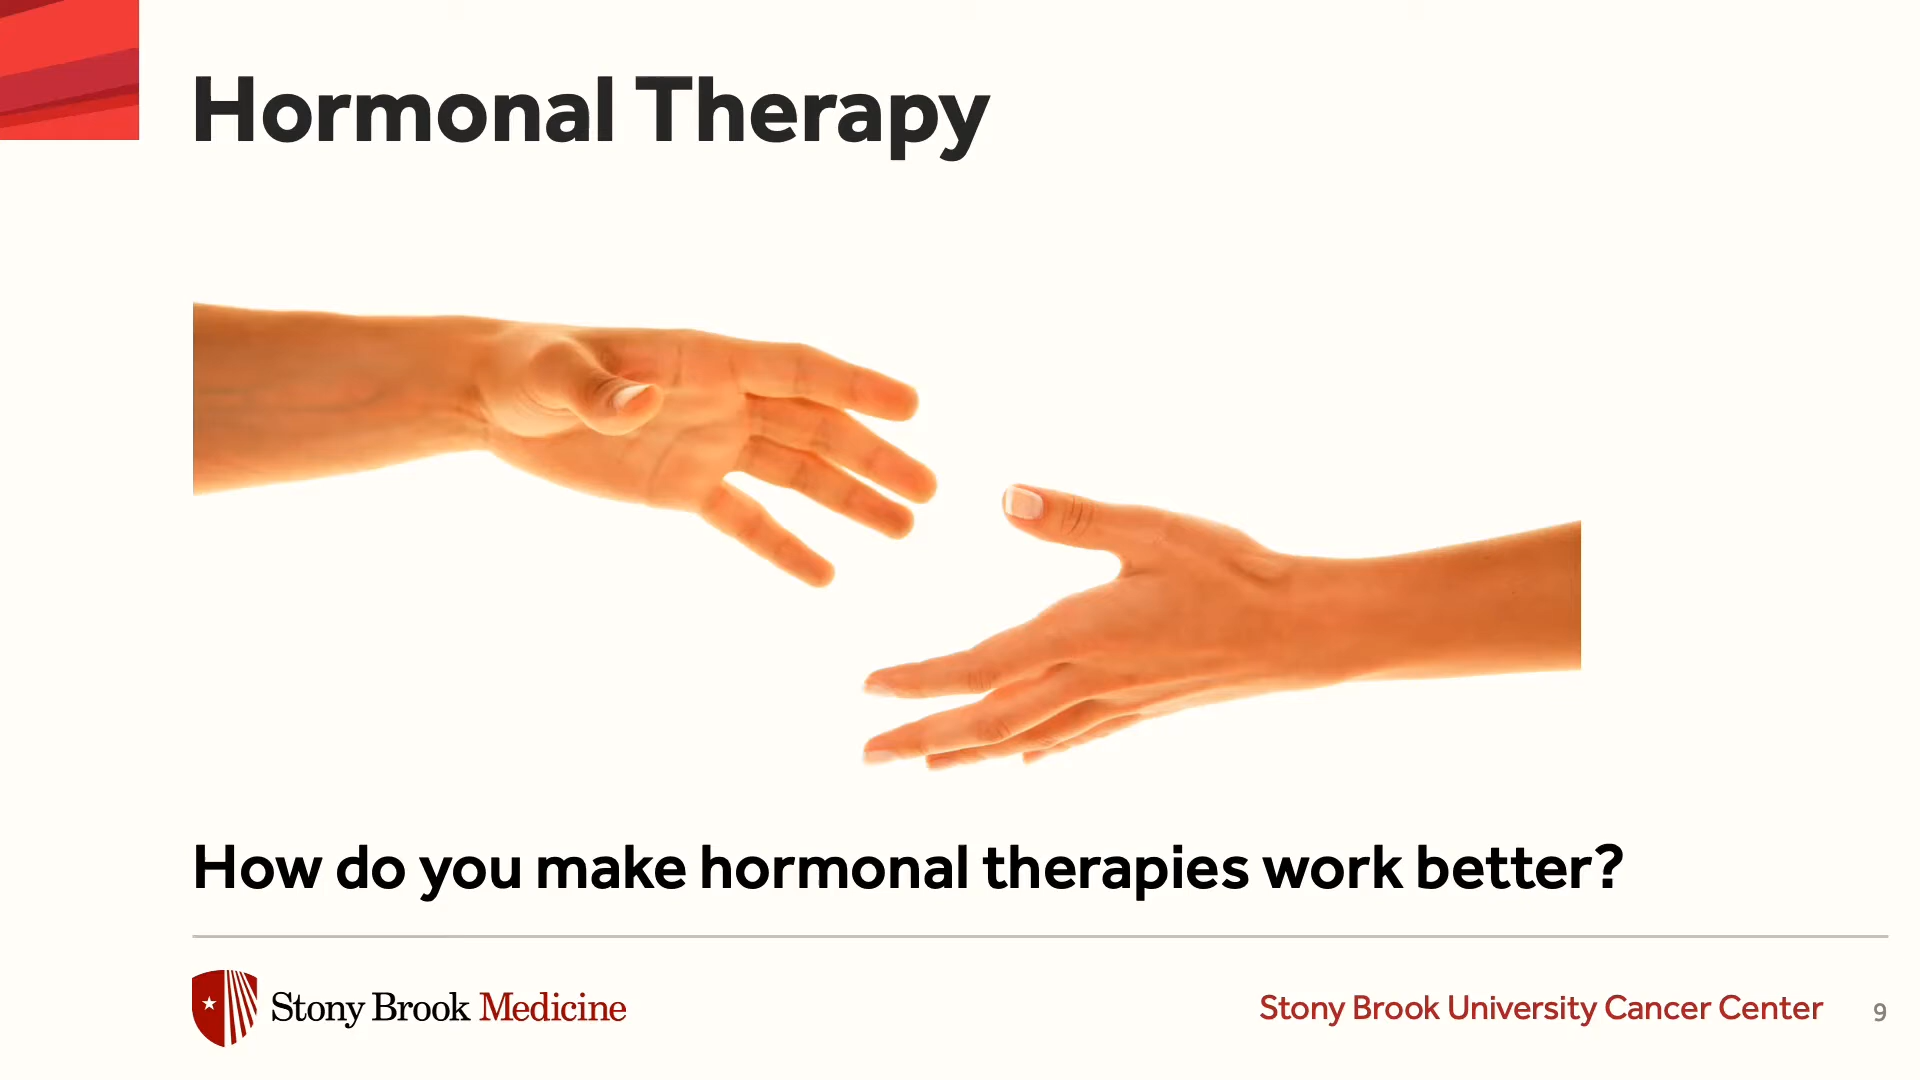 Hormonal Therapy
How do you make hormonal therapies work better?
Stony Brook Medicine
Stony Brook University Cancer Center
9